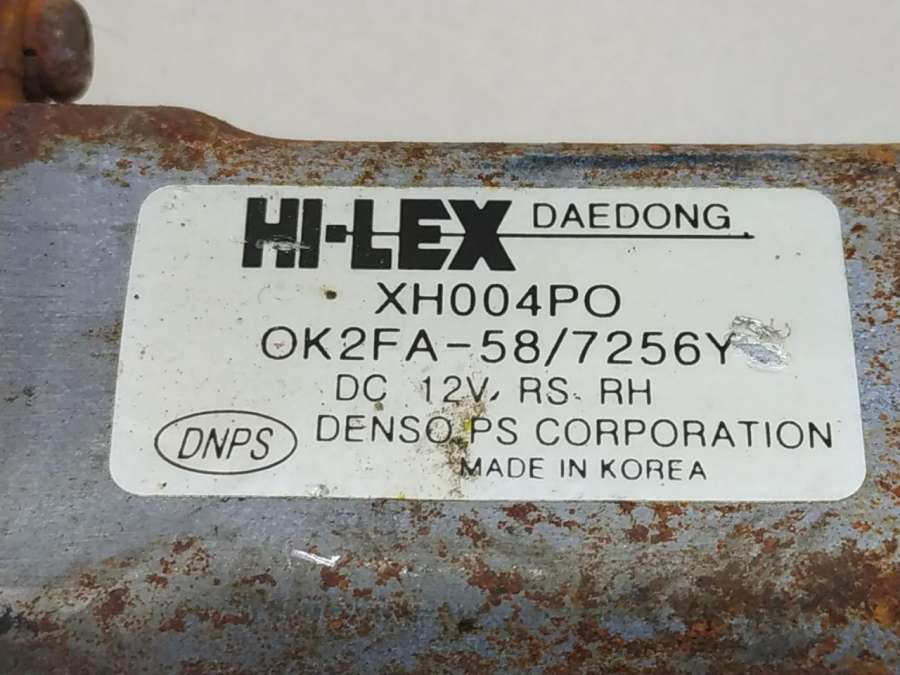 HI-LEX DAEDONG
XH004PO
OK2FA-58/7256Y
DC 12V, RS. RH
DNPS DENSO PS CORPORATION
MADE IN KOREA